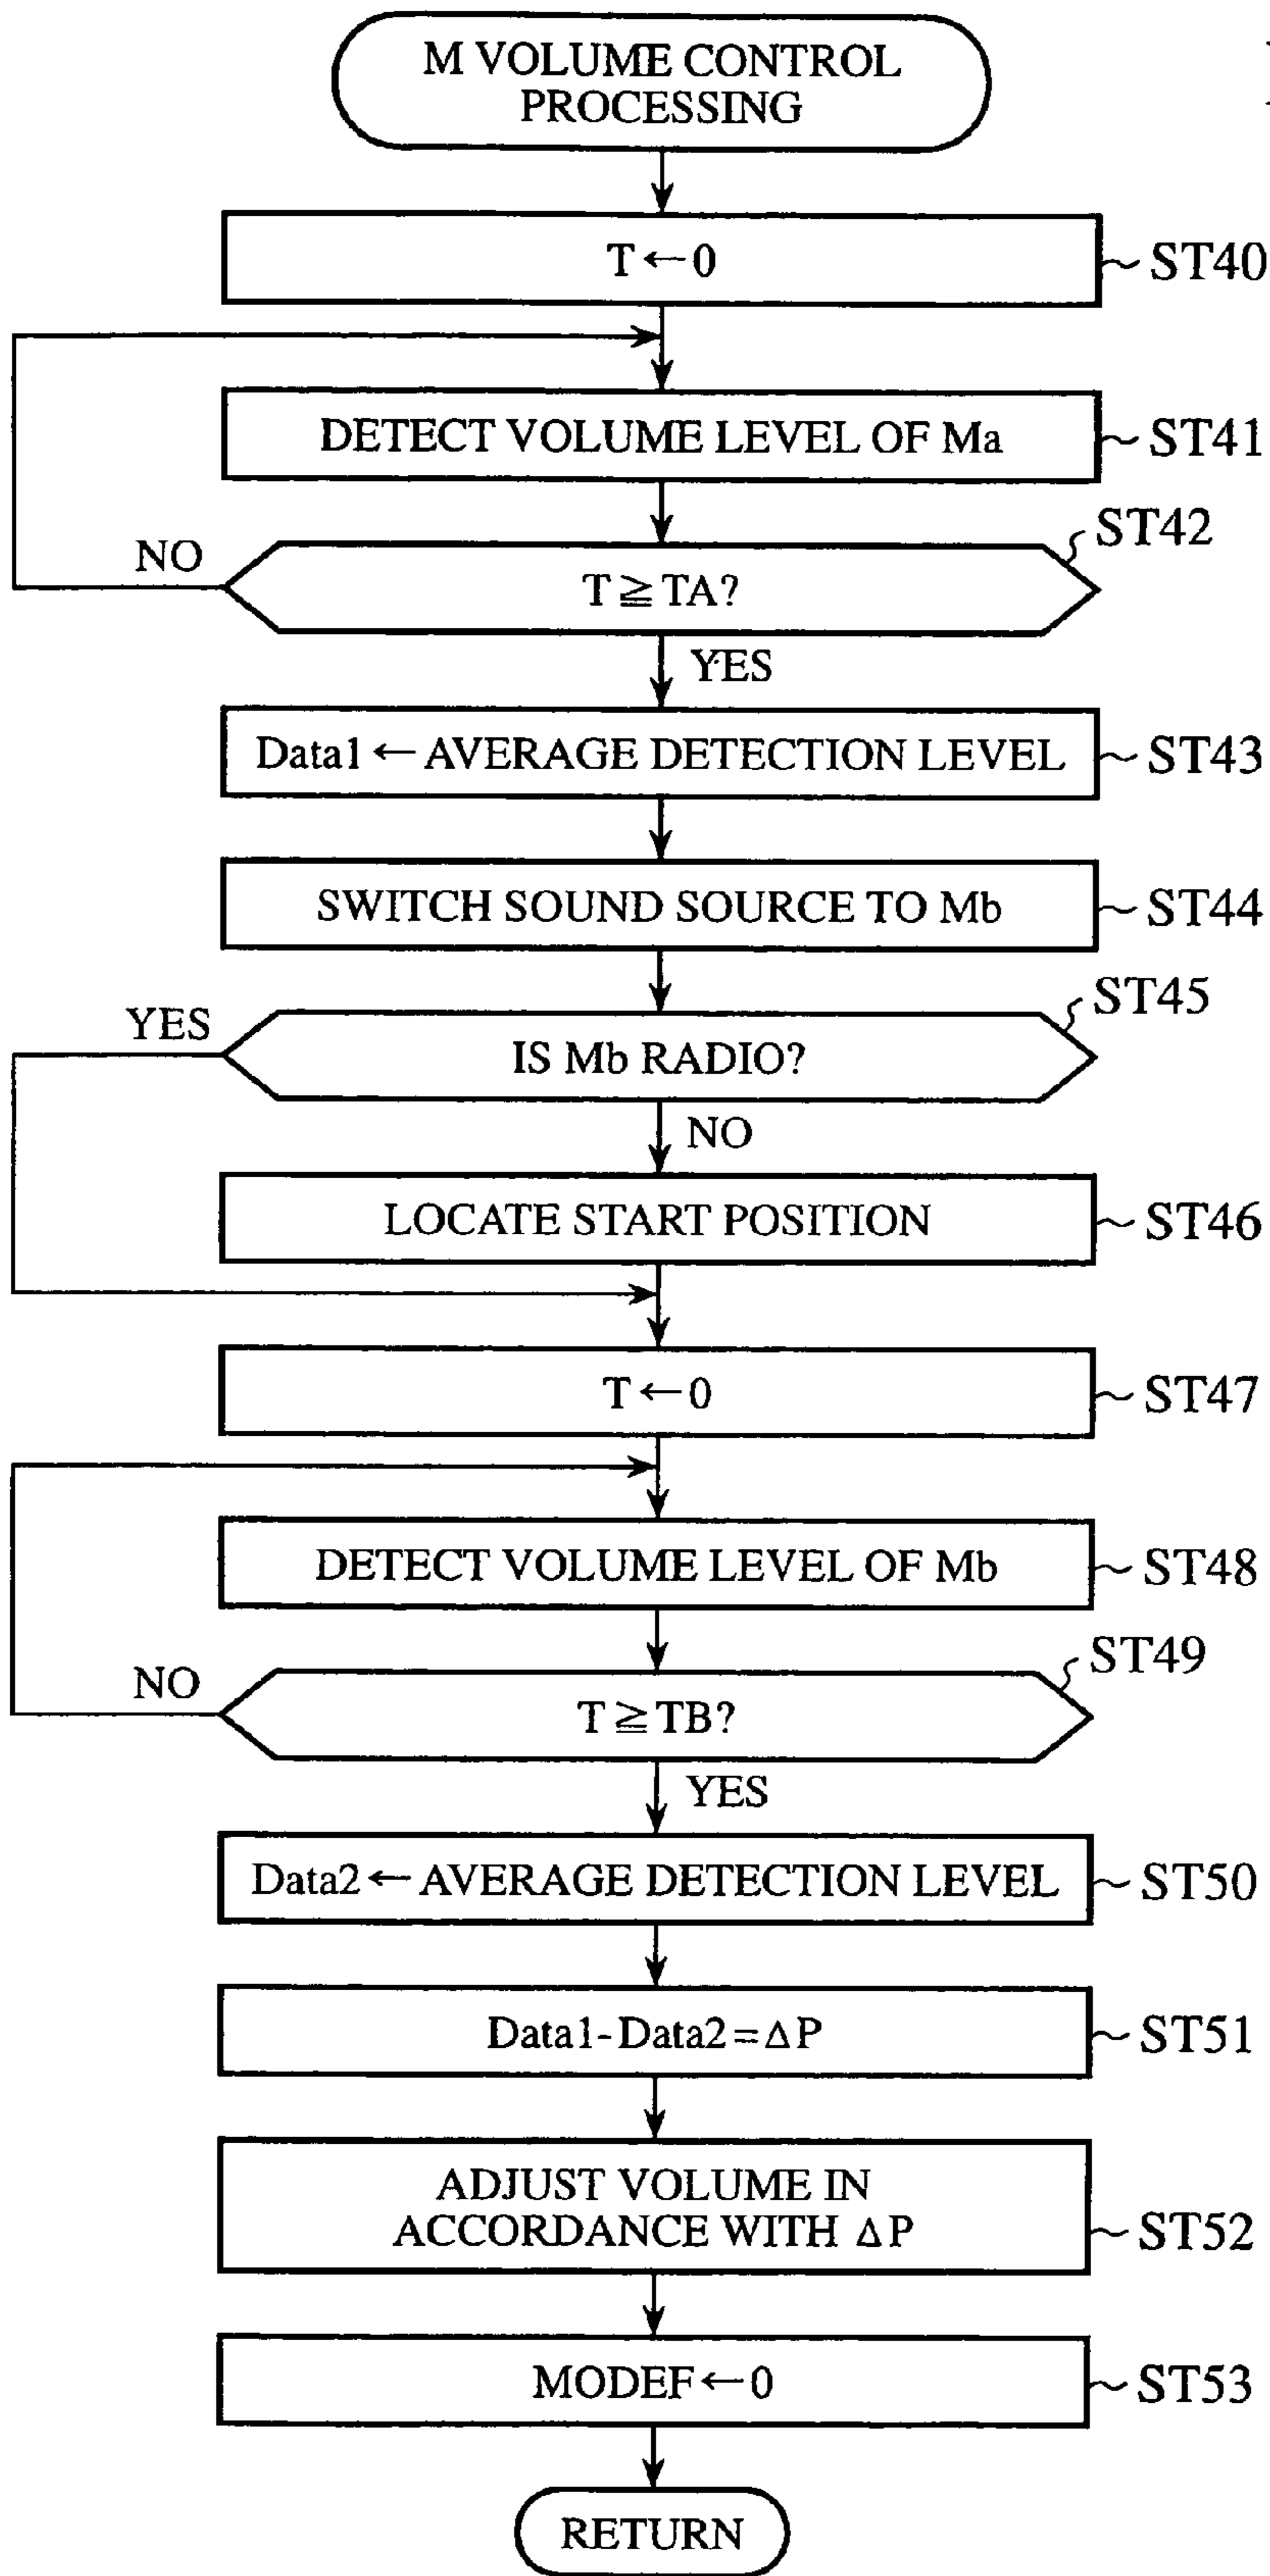 M VOLUME CONTROL
PROCESSING
T←0
ST40
DETECT VOLUME LEVEL OF Ma
ST41
ST42
NO
T≧TA?
YES
Data1←AVERAGE DETECTION LEVEL
ST43
SWITCH SOUND SOURCE TO Mb
ST44
ST45
YES
IS Mb RADIO?
NO
LOCATE START POSITION
ST46
T←0
ST47
DETECT VOLUME LEVEL OF Mb
ST48
ST49
NO
T≧TB?
YES
Data2←AVERAGE DETECTION LEVEL
ST50
Data1-Data2=ΔP
ST51
ADJUST VOLUME IN
ACCORDANCE WITH ΔP
ST52
MODEF←0
ST53
RETURN